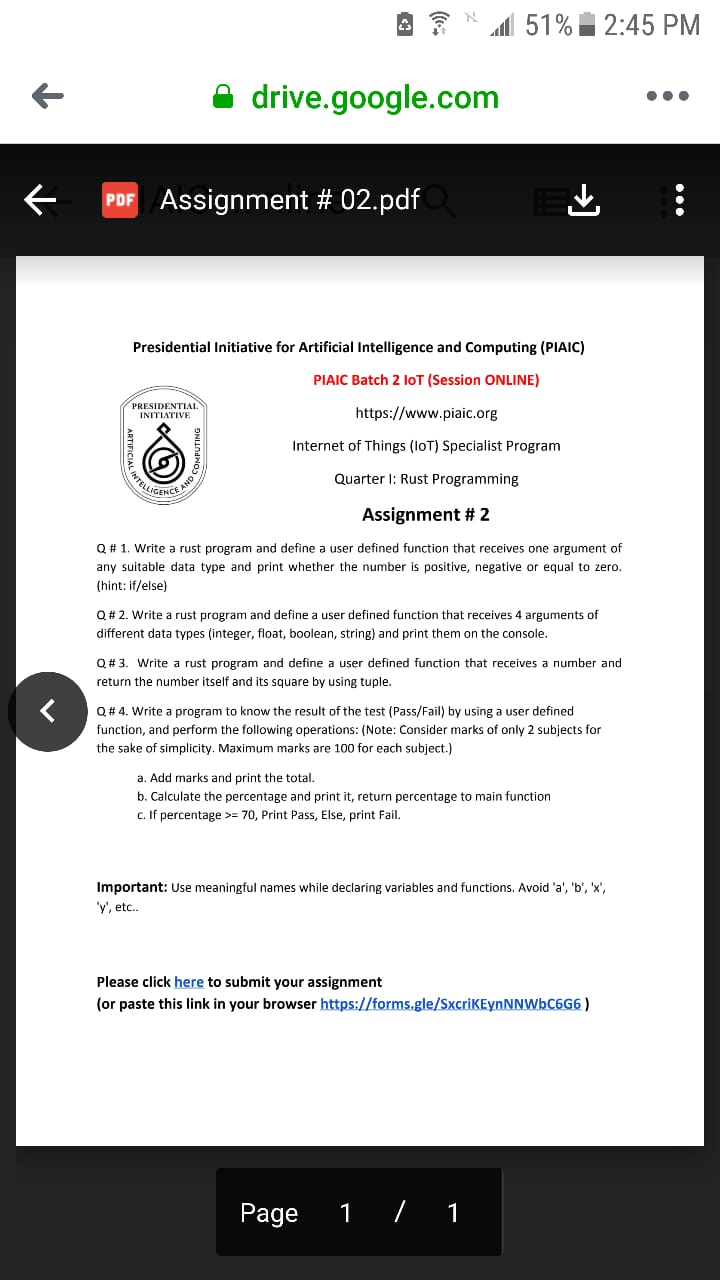 51% 2:45 PM
drive.google.com
PDF Assignment # 02.pdf
Presidential Initiative for Artificial Intelligence and Computing (PIAIC)
PIAIC Batch 2 IoT (Session ONLINE)
PRESIDENTIAL
INITIATIVE
ARTIFICIAL INTELLIGENCE AND COMPUTING
https://www.piaic.org
Internet of Things (IoT) Specialist Program
Quarter I: Rust Programming
Assignment # 2
Q # 1. Write a rust program and define a user defined function that receives one argument of
any suitable data type and print whether the number is positive, negative or equal to zero.
(hint: if/else)
Q # 2. Write a rust program and define a user defined function that receives 4 arguments of
different data types (integer, float, boolean, string) and print them on the console.
Q # 3. Write a rust program and define a user defined function that receives a number and
return the number itself and its square by using tuple.
Q # 4. Write a program to know the result of the test (Pass/Fail) by using a user defined
function, and perform the following operations: (Note: Consider marks of only 2 subjects for
the sake of simplicity. Maximum marks are 100 for each subject.)
a. Add marks and print the total.
b. Calculate the percentage and print it, return percentage to main function
c. If percentage >= 70, Print Pass, Else, print Fail.
Important: Use meaningful names while declaring variables and functions. Avoid 'a', 'b', 'x',
'y', etc..
Please click here to submit your assignment
(or paste this link in your browser https://forms.gle/SxcriKEynNNWbC6G6 )
Page 1 / 1